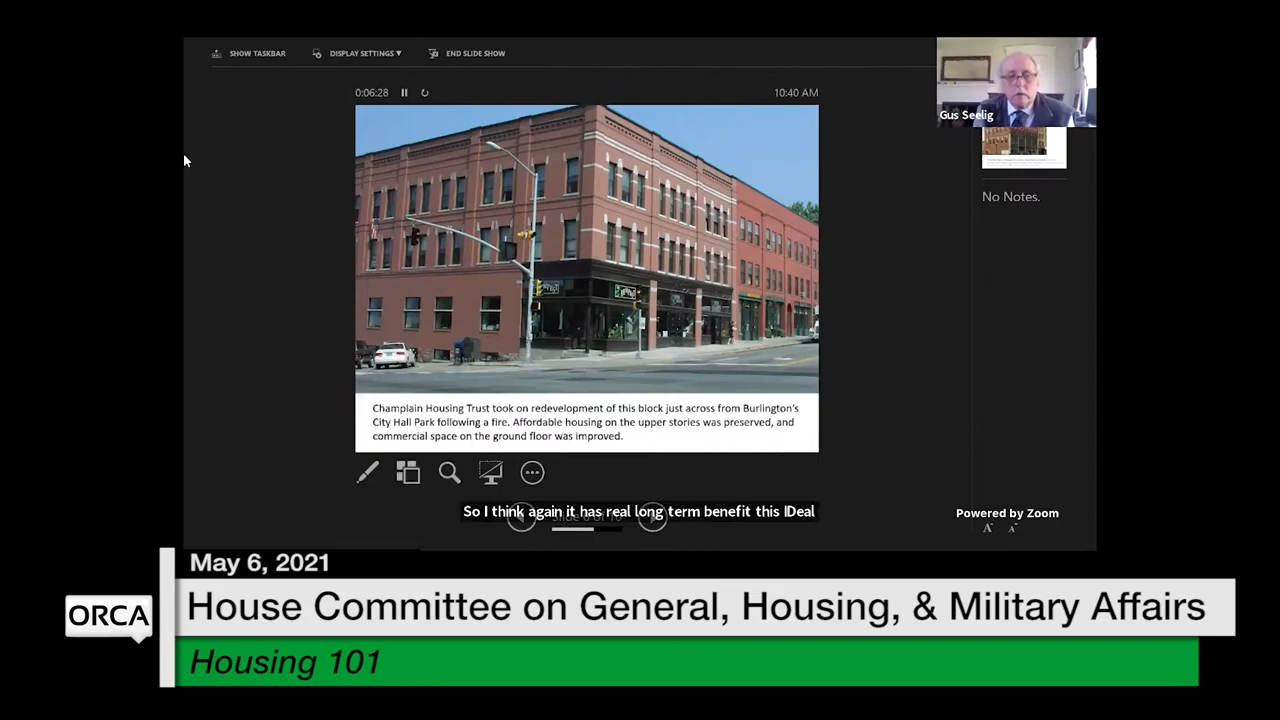 SHOW TASKBAR DISPLAY SETTINGS ▼ END SLIDE SHOW
0:06:28 10:40 AM
Gus Seelig
No Notes.
Champlain Housing Trust took on redevelopment of this block just across from Burlington's
City Hall Park following a fire. Affordable housing on the upper stories was preserved, and
commercial space on the ground floor was improved.
So I think again it has real long term benefit this IDeal
Powered by Zoom
A A
May 6, 2021
ORCA
House Committee on General, Housing, & Military Affairs
Housing 101